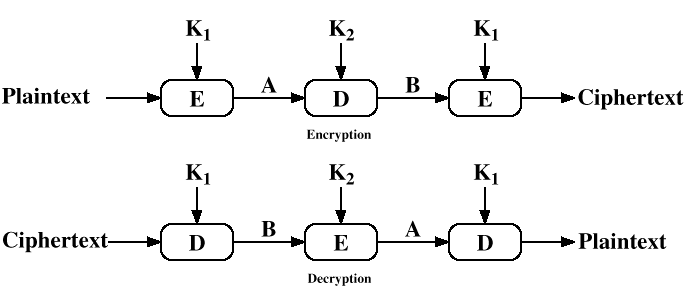 K1 K2 K1
Plaintext E A D B E Ciphertext
Encryption
K1 K2 K1
Ciphertext D B E A D Plaintext
Decryption